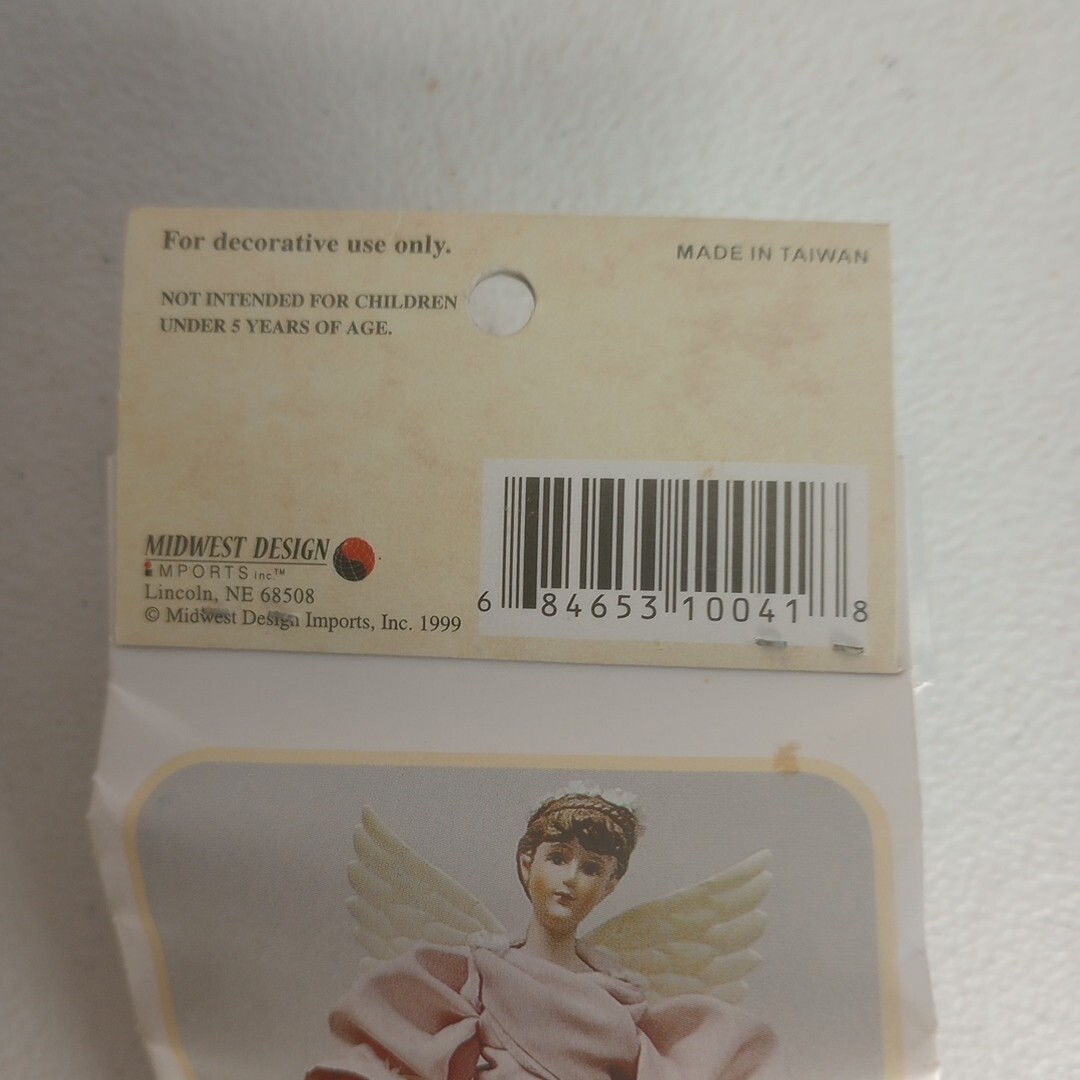 For decorative use only.
MADE IN TAIWAN
NOT INTENDED FOR CHILDREN
UNDER 5 YEARS OF AGE.
MIDWEST DESIGN
iMPORTS inc.™
Lincoln, NE 68508
© Midwest Design Imports, Inc. 1999
6 84653 10041 8